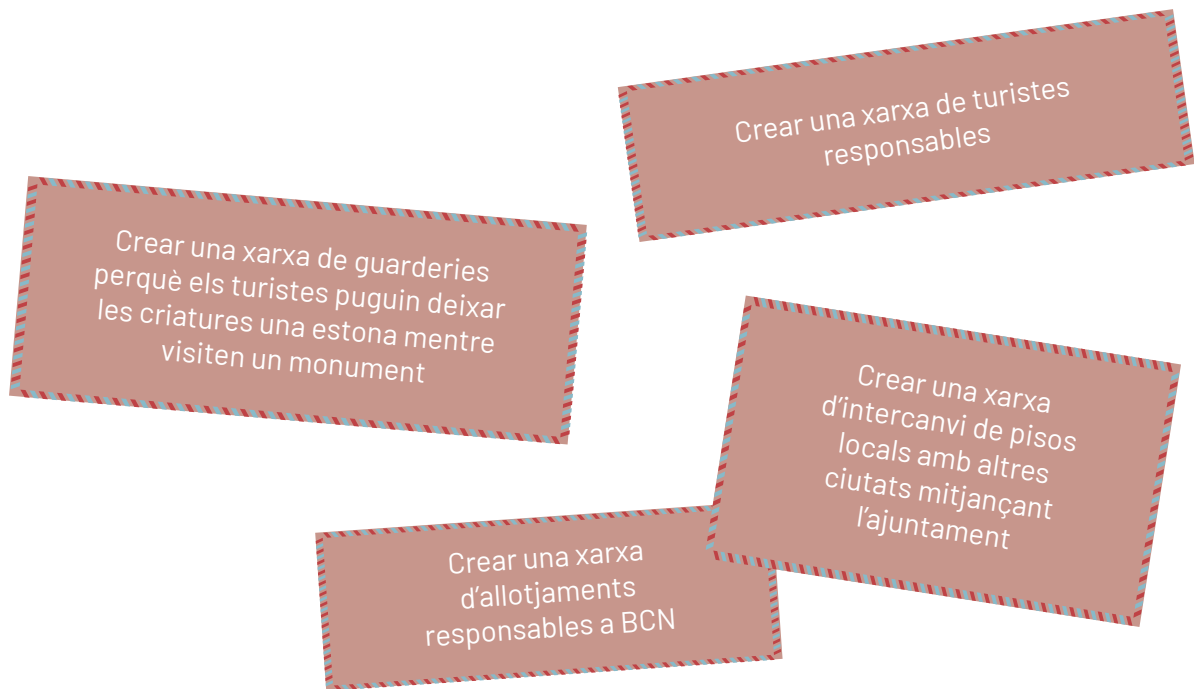 Crear una xarxa de turistes
responsables
Crear una xarxa de guarderies
perquè els turistes puguin deixar
les criatures una estona mentre
visiten un monument
Crear una xarxa
d’intercanvi de pisos
locals amb altres
ciutats mitjançant
l’ajuntament
Crear una xarxa
d’allotjaments
responsables a BCN